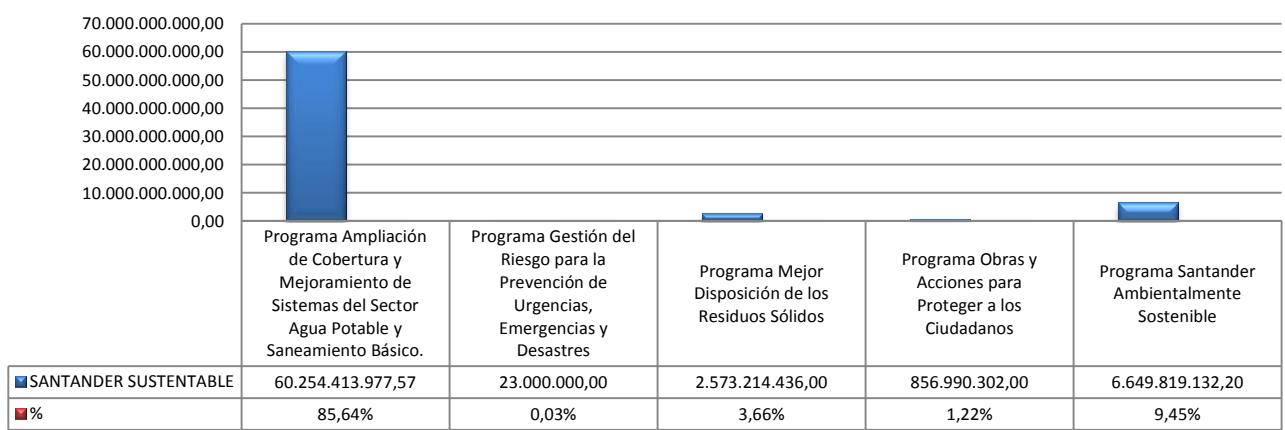 70.000.000.000,00
60.000.000.000,00
50.000.000.000,00
40.000.000.000,00
30.000.000.000,00
20.000.000.000,00
10.000.000.000,00
0,00
Programa Ampliación
de Cobertura y
Mejoramiento de
Sistemas del Sector
Agua Potable y
Saneamiento Básico.
Programa Gestión del
Riesgo para la
Prevención de
Urgencias,
Emergencias y
Desastres
Programa Mejor
Disposición de los
Residuos Sólidos
Programa Obras y
Acciones para
Proteger a los
Ciudadanos
Programa Santander
Ambientalmente
Sostenible
SANTANDER SUSTENTABLE 60.254.413.977,57 23.000.000,00 2.573.214.436,00 856.990.302,00 6.649.819.132,20
% 85,64% 0,03% 3,66% 1,22% 9,45%